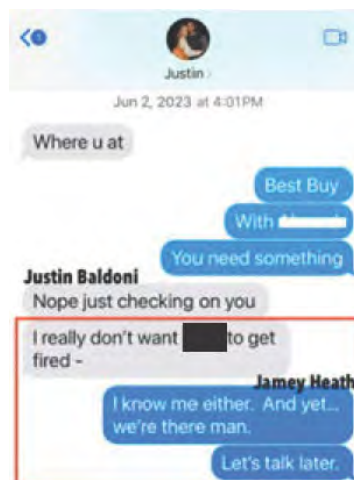 Justin
Jun 2, 2023 at 4:01PM
Where u at
Best Buy
With
You need something
Justin Baldoni
Nope just checking on you
I really don't want to get
fired -
Jamey Heath
I know me either. And yet...
we're there man.
Let's talk later.